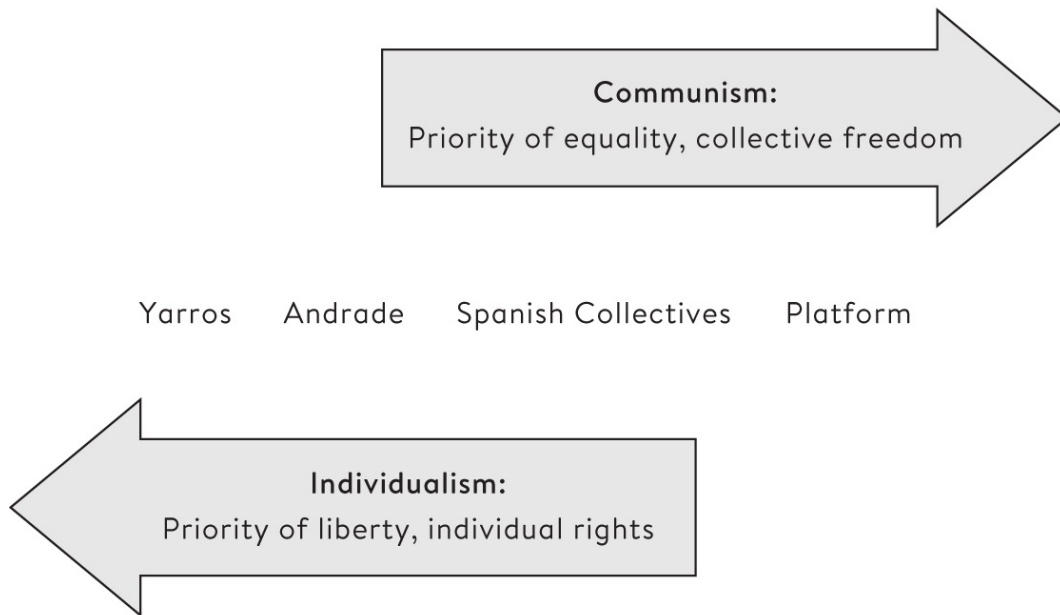 Communism:
Priority of equality, collective freedom
Yarros Andrade Spanish Collectives Platform
Individualism:
Priority of liberty, individual rights